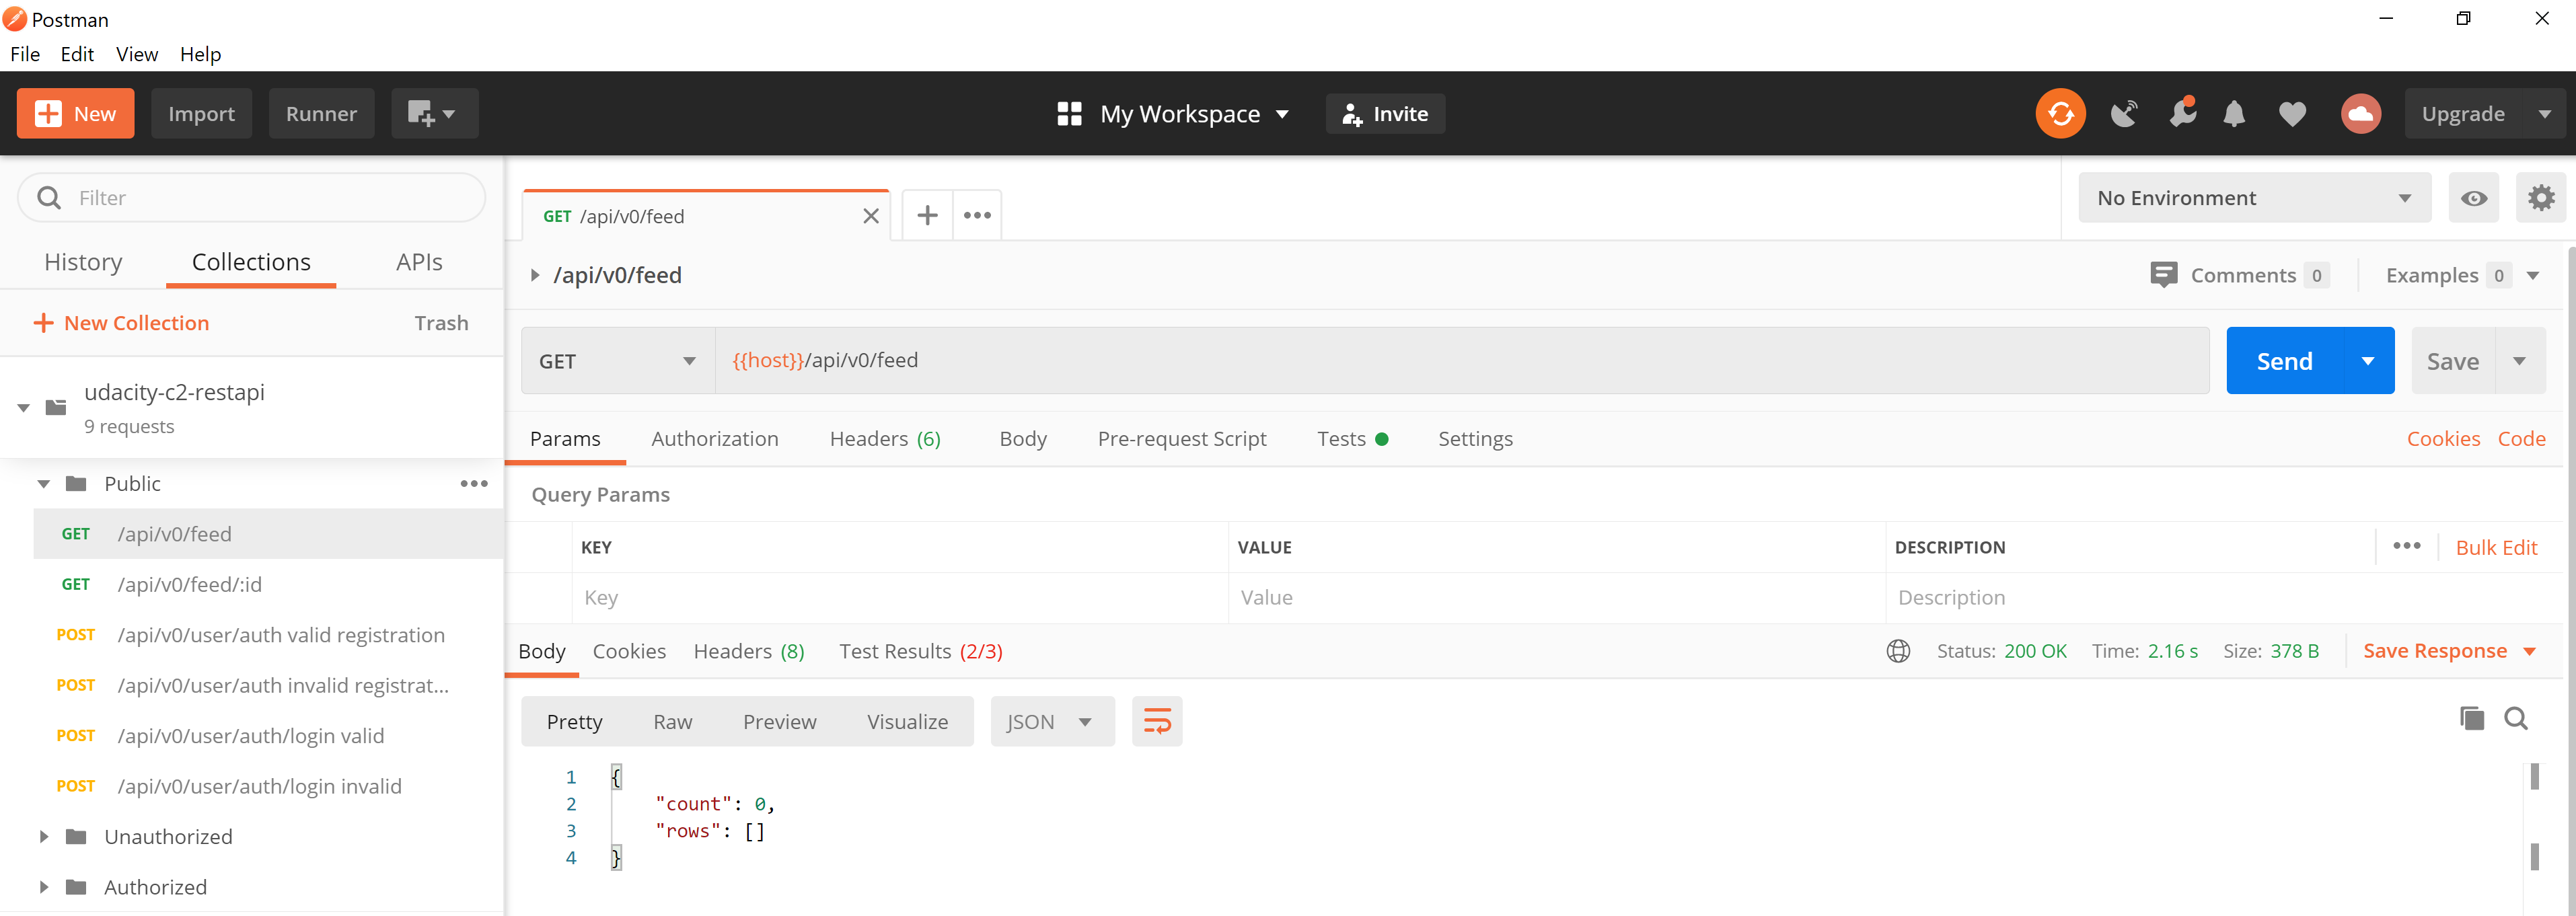 Postman
File Edit View Help
New Import Runner My Workspace Invite Upgrade
Filter
History Collections APIs
New Collection Trash
udacity-c2-restapi
9 requests
Public •••
GET /api/v0/feed
GET /api/v0/feed/:id
POST /api/v0/user/auth valid registration
POST /api/v0/user/auth invalid registrat...
POST /api/v0/user/auth/login valid
POST /api/v0/user/auth/login invalid
Unauthorized
Authorized
GET /api/v0/feed •••
No Environment
/api/v0/feed
Comments 0 Examples 0
GET {{host}}/api/v0/feed Send Save
Params Authorization Headers (6) Body Pre-request Script Tests Settings Cookies Code
Query Params
KEY VALUE DESCRIPTION ••• Bulk Edit
Key Value Description
Body Cookies Headers (8) Test Results (2/3) Status: 200 OK Time: 2.16 s Size: 378 B Save Response
Pretty Raw Preview Visualize JSON
1 {
2 "count": 0,
3 "rows": []
4 }